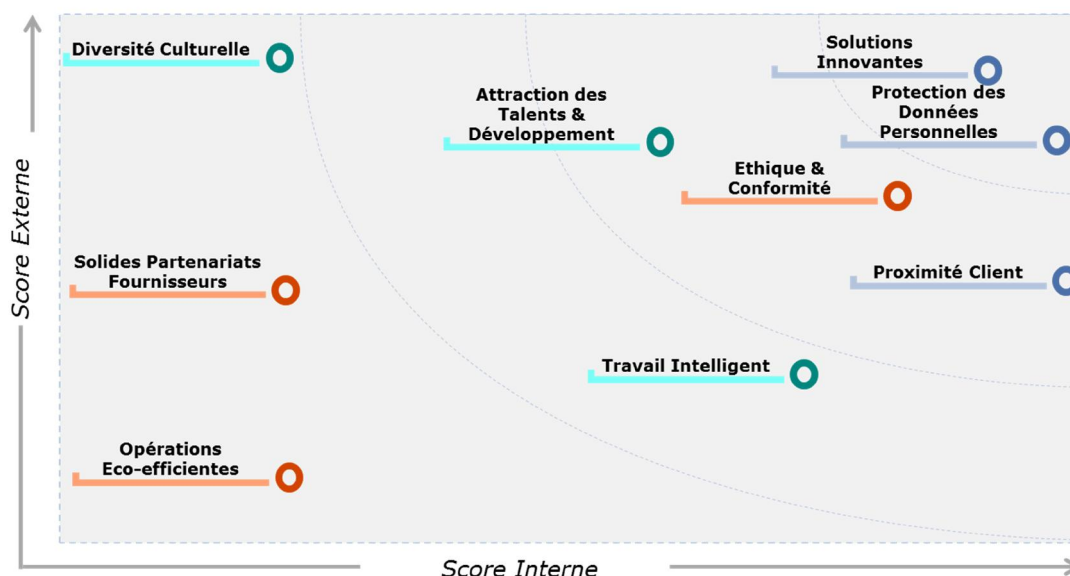 Diversité Culturelle
Solutions
Innovantes
Attraction des
Talents &
Développement
Protection des
Données
Personnelles
Ethique &
Conformité
Solides Partenariats
Fournisseurs
Proximité Client
Travail Intelligent
Opérations
Eco-efficientes
Score Externe
Score Interne